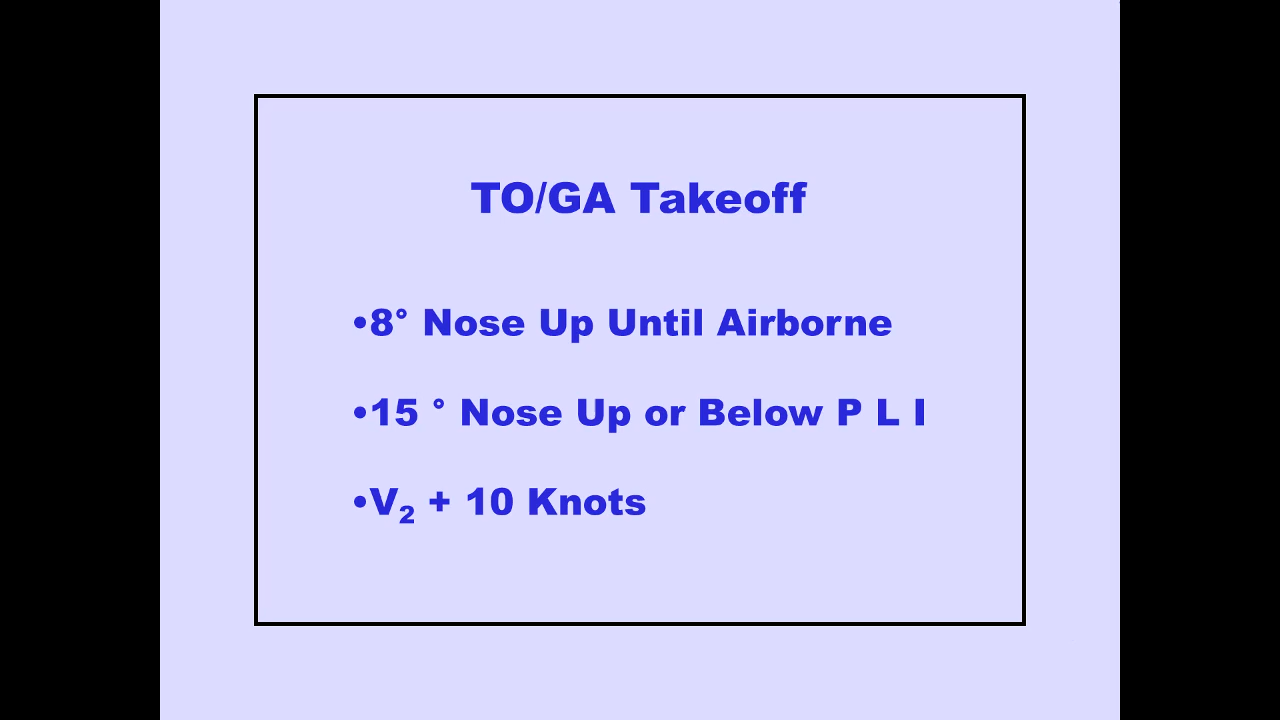 TO/GA Takeoff
•8° Nose Up Until Airborne
•15 ° Nose Up or Below P L I
•V₂ + 10 Knots